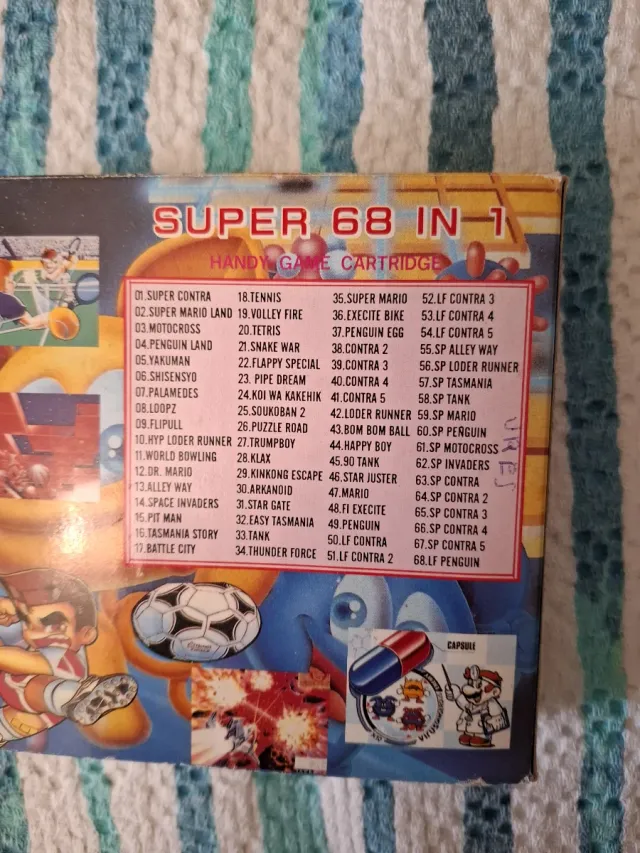 SUPER 68 IN 1
HANDY GAME CARTRIDGE
01.SUPER CONTRA
02.SUPER MARIO LAND
03.MOTOCROSS
04.PENGUIN LAND
05.YAKUMAN
06.SHISENSYO
07.PALAMEDES
08.LOOPZ
09.FLIPULL
10.HYP LODER RUNNER
11.WORLD BOWLING
12.DR. MARIO
13.ALLEY WAY
14.SPACE INVADERS
15.PIT MAN
16.TASMANIA STORY
17.BATTLE CITY
18.TENNIS
19.VOLLEY FIRE
20.TETRIS
21.SNAKE WAR
22.FLAPPY SPECIAL
23. PIPE DREAM
24.KOI WA KAKEHIK
25.SOUKOBAN 2
26.PUZZLE ROAD
27.TRUMPBOY
28.KLAX
29.KINKONG ESCAPE
30.ARKANOID
31.STAR GATE
32.EASY TASMANIA
33.TANK
34.THUNDER FORCE
35.SUPER MARIO
36.EXECITE BIKE
37.PENGUIN EGG
38.CONTRA 2
39.CONTRA 3
40.CONTRA 4
41.CONTRA 5
42.LODER RUNNER
43.BOM BOM BALL
44.HAPPY BOY
45.90 TANK
46.STAR JUSTER
47.MARIO
48.FI EXECITE
49.PENGUIN
50.LF CONTRA
51.LF CONTRA 2
52.LF CONTRA 3
53.LF CONTRA 4
54.LF CONTRA 5
55.SP ALLEY WAY
56.SP LODER RUNNER
57.SP TASMANIA
58.SP TANK
59.SP MARIO
60.SP PENGUIN
61.SP MOTOCROSS
62.SP INVADERS
63.SP CONTRA
64.SP CONTRA 2
65.SP CONTRA 3
66.SP CONTRA 4
67.SP CONTRA 5
68.LF PENGUIN
URES
CAPSULE